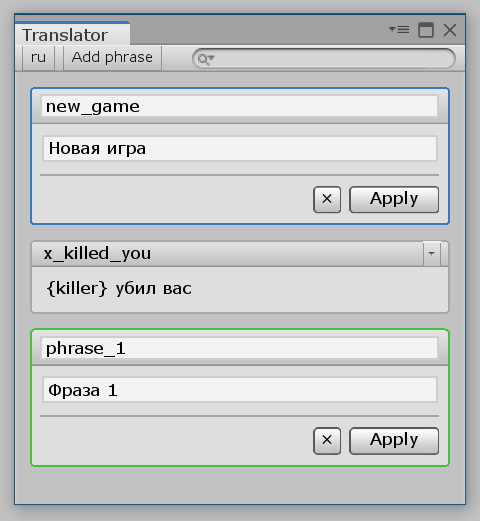 Translator
ru Add phrase
new_game
Новая игра
× Apply
x_killed_you
{killer} убил вас
phrase_1
Фраза 1
× Apply